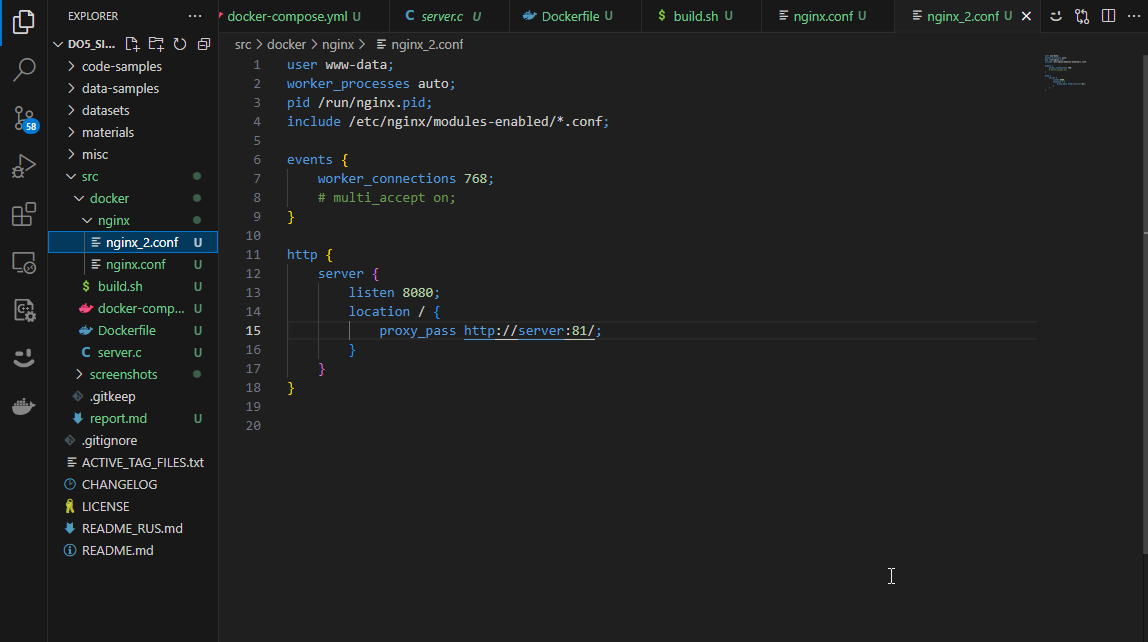 EXPLORER
docker-compose.yml U
C server.c U
Dockerfile U
$ build.sh U
nginx.conf U
nginx_2.conf U
DO5_SI...
src > docker > nginx > nginx_2.conf
code-samples
data-samples
datasets
materials
misc
src
docker
nginx
nginx_2.conf U
nginx.conf U
$ build.sh U
docker-comp... U
Dockerfile U
C server.c U
screenshots
.gitkeep
report.md U
.gitignore
ACTIVE_TAG_FILES.txt
CHANGELOG
LICENSE
README_RUS.md
README.md
58
1 user www-data;
2 worker_processes auto;
3 pid /run/nginx.pid;
4 include /etc/nginx/modules-enabled/*.conf;
5
6 events {
7 worker_connections 768;
8 # multi_accept on;
9 }
10
11 http {
12 server {
13 listen 8080;
14 location / {
15 proxy_pass http://server:81/;
16 }
17 }
18 }
19
20